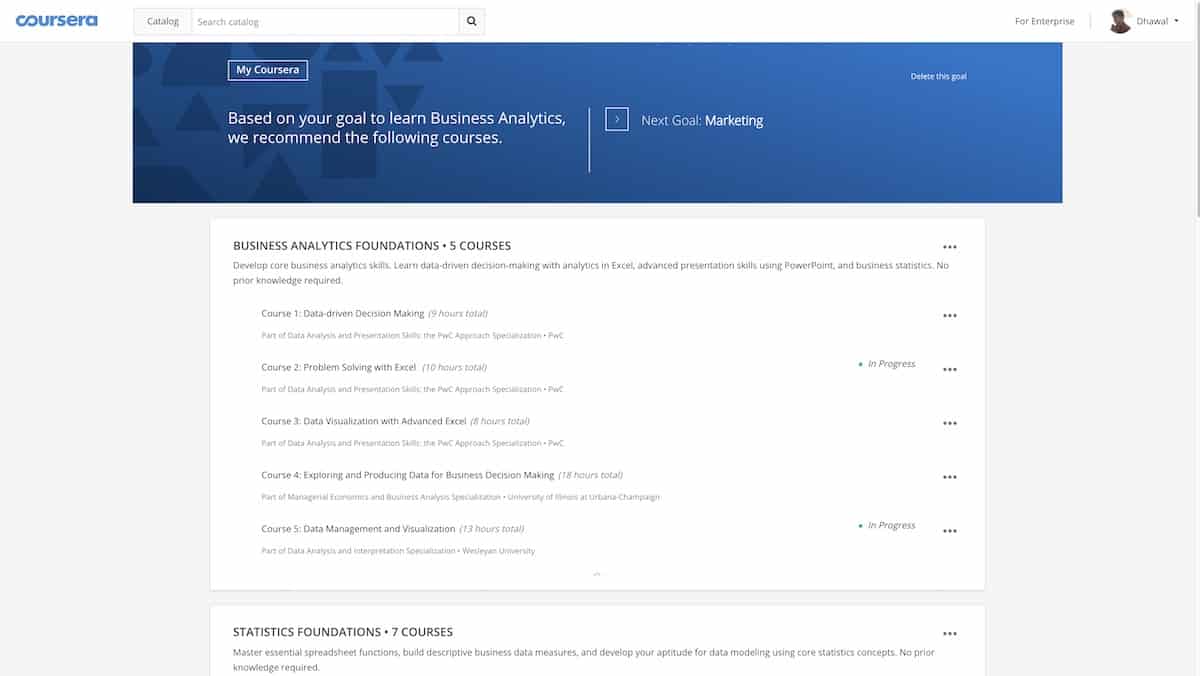 coursera
Catalog
Search catalog
For Enterprise
Dhawal
My Coursera
Delete this goal
Based on your goal to learn Business Analytics,
we recommend the following courses.
Next Goal: Marketing
BUSINESS ANALYTICS FOUNDATIONS • 5 COURSES
Develop core business analytics skills. Learn data-driven decision-making with analytics in Excel, advanced presentation skills using PowerPoint, and business statistics. No
prior knowledge required.
Course 1: Data-driven Decision Making (9 hours total)
Part of Data Analysis and Presentation Skills: the PwC Approach Specialization • PwC
Course 2: Problem Solving with Excel (10 hours total)
In Progress
Part of Data Analysis and Presentation Skills: the PwC Approach Specialization • PwC
Course 3: Data Visualization with Advanced Excel (8 hours total)
Part of Data Analysis and Presentation Skills: the PwC Approach Specialization • PwC
Course 4: Exploring and Producing Data for Business Decision Making (18 hours total)
Part of Managerial Economics and Business Analysis Specialization • University of Illinois at Urbana-Champaign
Course 5: Data Management and Visualization (13 hours total)
In Progress
Part of Data Analysis and Interpretation Specialization • Wesleyan University
STATISTICS FOUNDATIONS • 7 COURSES
Master essential spreadsheet functions, build descriptive business data measures, and develop your aptitude for data modeling using core statistics concepts. No prior
knowledge required.